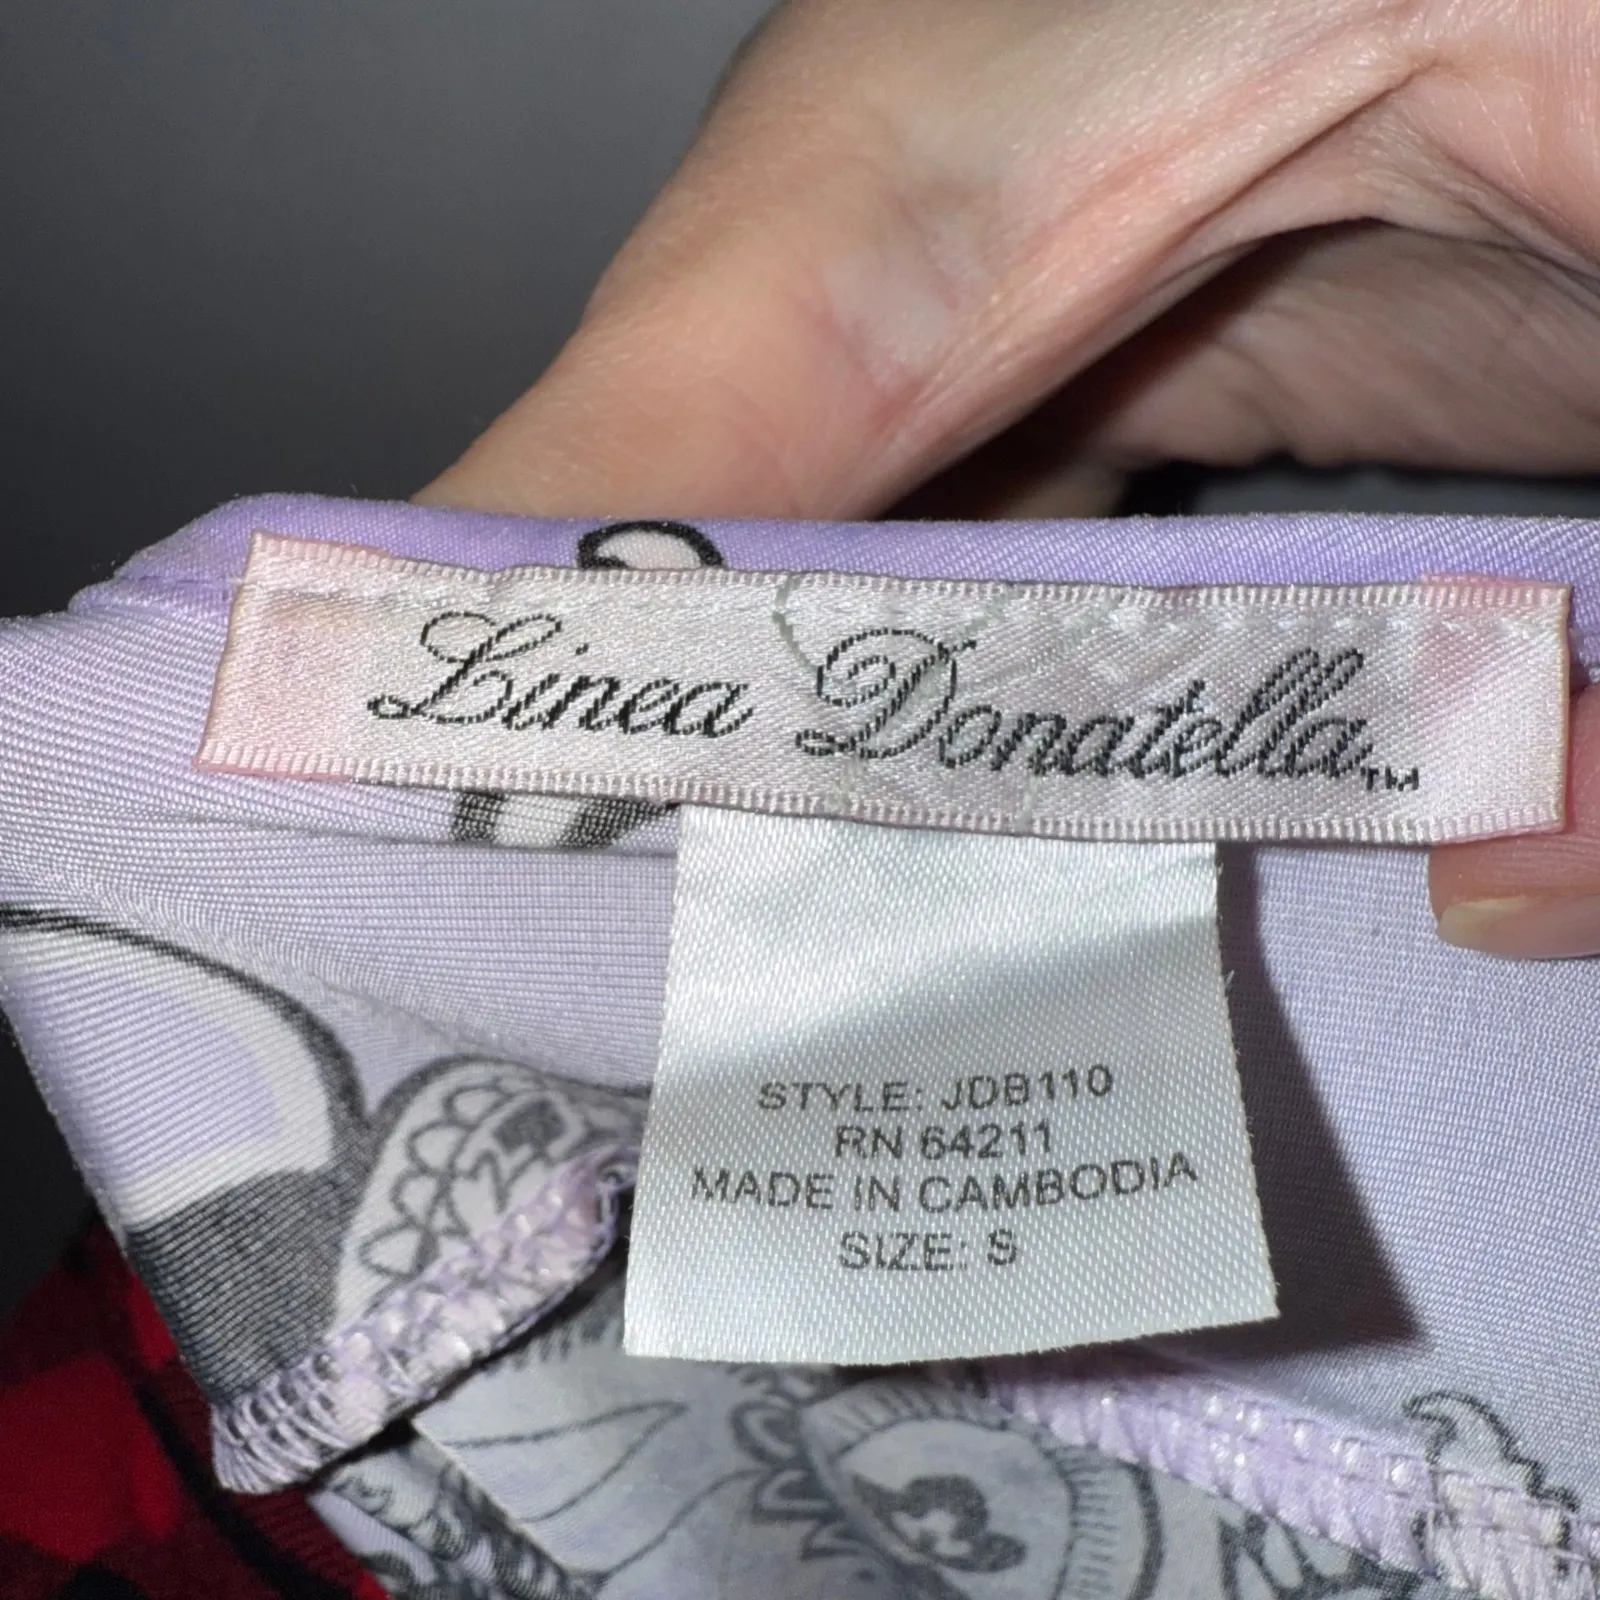 Linea Donatella™
STYLE: JDB110
RN 64211
MADE IN CAMBODIA
SIZE: S